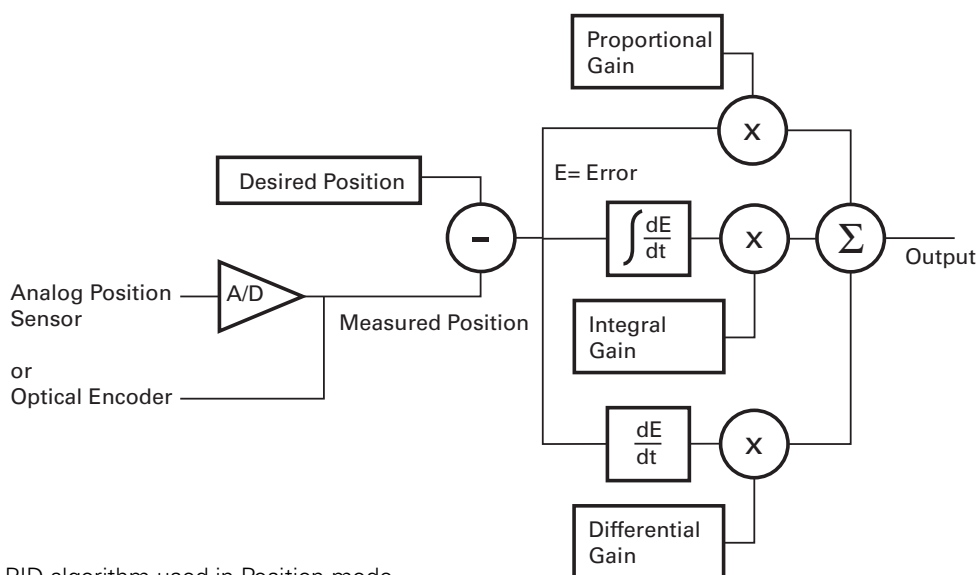 Proportional
Gain
x
Desired Position
E= Error
-
∫ dE
dt
x
Σ
Output
Analog Position
Sensor
A/D
Measured Position
Integral
Gain
or
Optical Encoder
dE
dt
x
Differential
Gain
PID algorithm used in Position mode